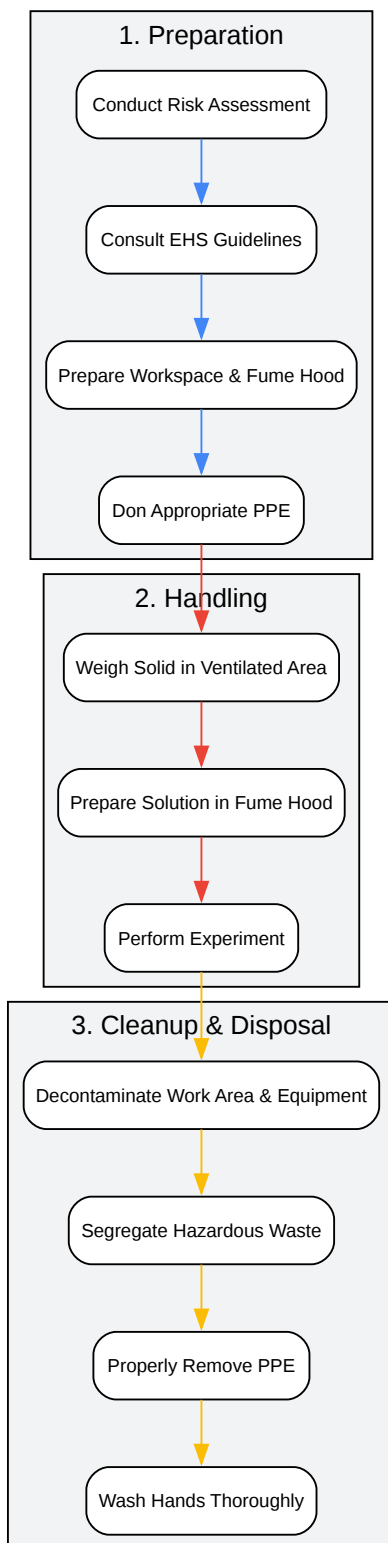 1. Preparation
Conduct Risk Assessment
Consult EHS Guidelines
Prepare Workspace & Fume Hood
Don Appropriate PPE
2. Handling
Weigh Solid in Ventilated Area
Prepare Solution in Fume Hood
Perform Experiment
3. Cleanup & Disposal
Decontaminate Work Area & Equipment
Segregate Hazardous Waste
Properly Remove PPE
Wash Hands Thoroughly